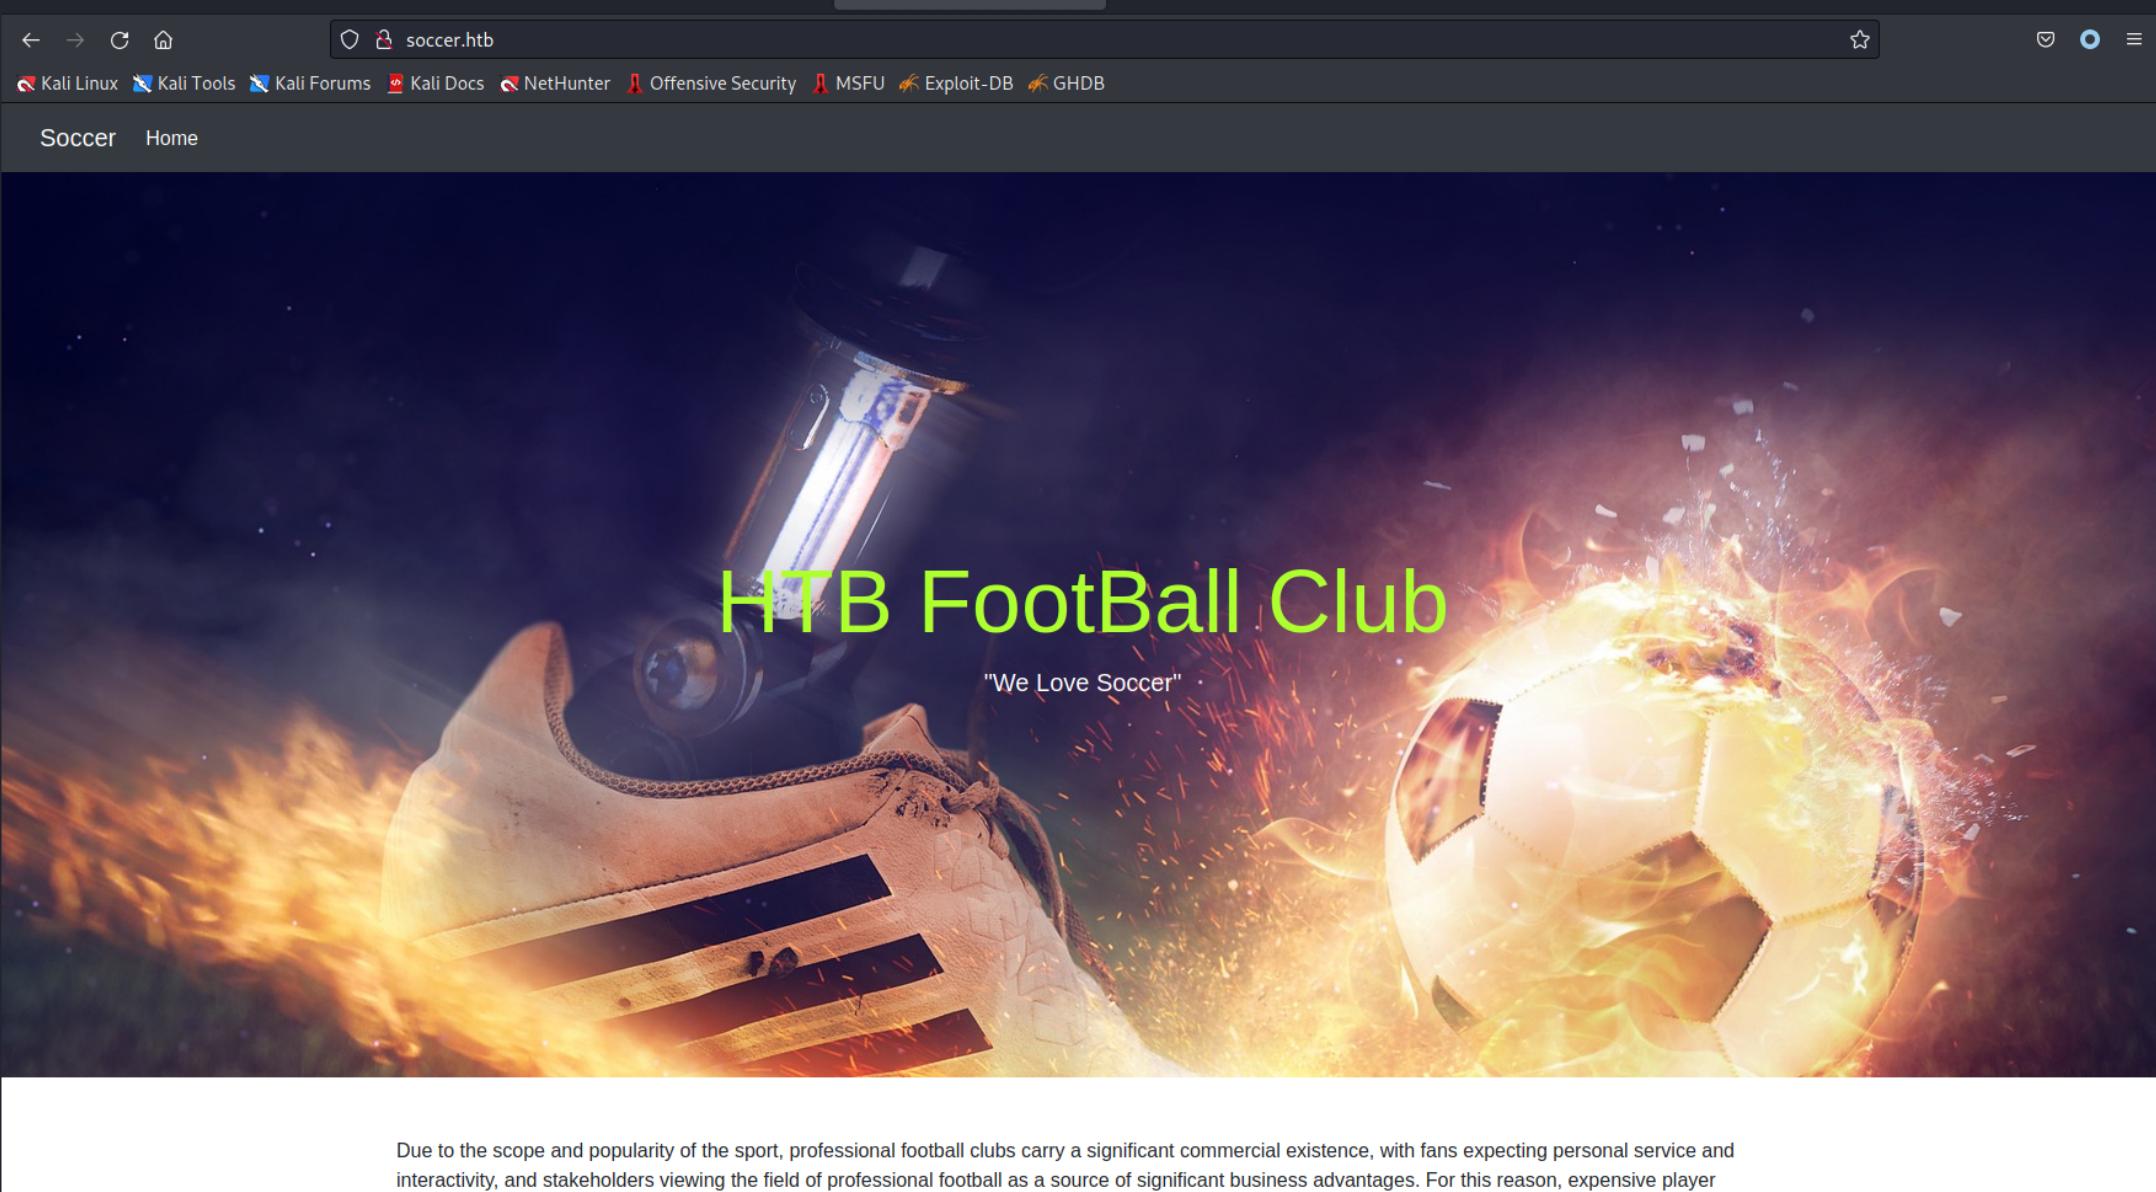 soccer.htb
Kali Linux Kali Tools Kali Forums Kali Docs NetHunter Offensive Security MSFU Exploit-DB GHDB
Soccer Home
HTB FootBall Club
"We Love Soccer"
Due to the scope and popularity of the sport, professional football clubs carry a significant commercial existence, with fans expecting personal service and
interactivity, and stakeholders viewing the field of professional football as a source of significant business advantages. For this reason, expensive player